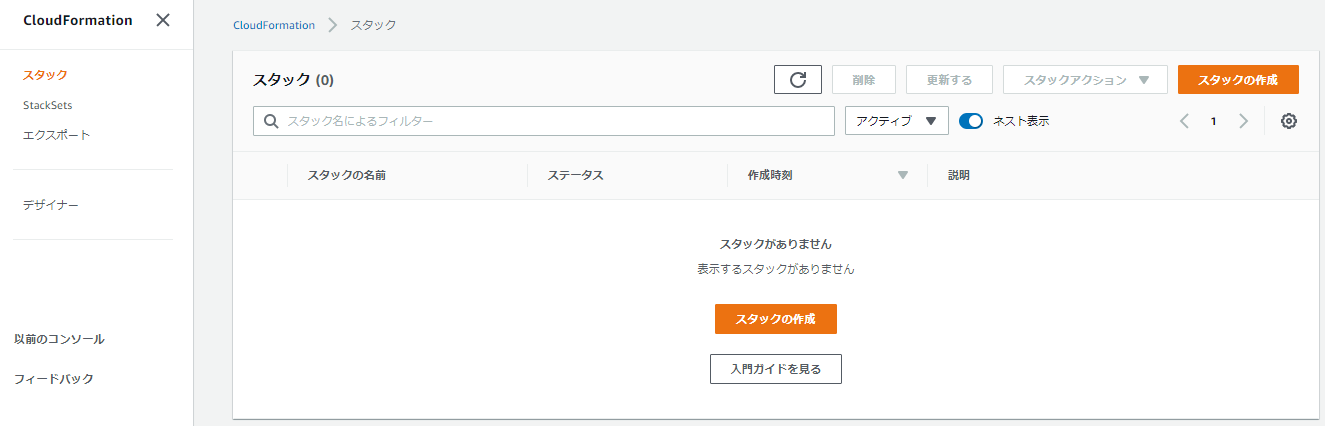 CloudFormation
スタック
StackSets
エクスポート
デザイナー
以前のコンソール
フィードバック
CloudFormation スタック
スタック (0)
削除 更新する スタックアクション スタックの作成
スタック名によるフィルター アクティブ ネスト表示 1
スタックの名前 ステータス 作成時刻 説明
スタックがありません
表示するスタックがありません
スタックの作成
入門ガイドを見る